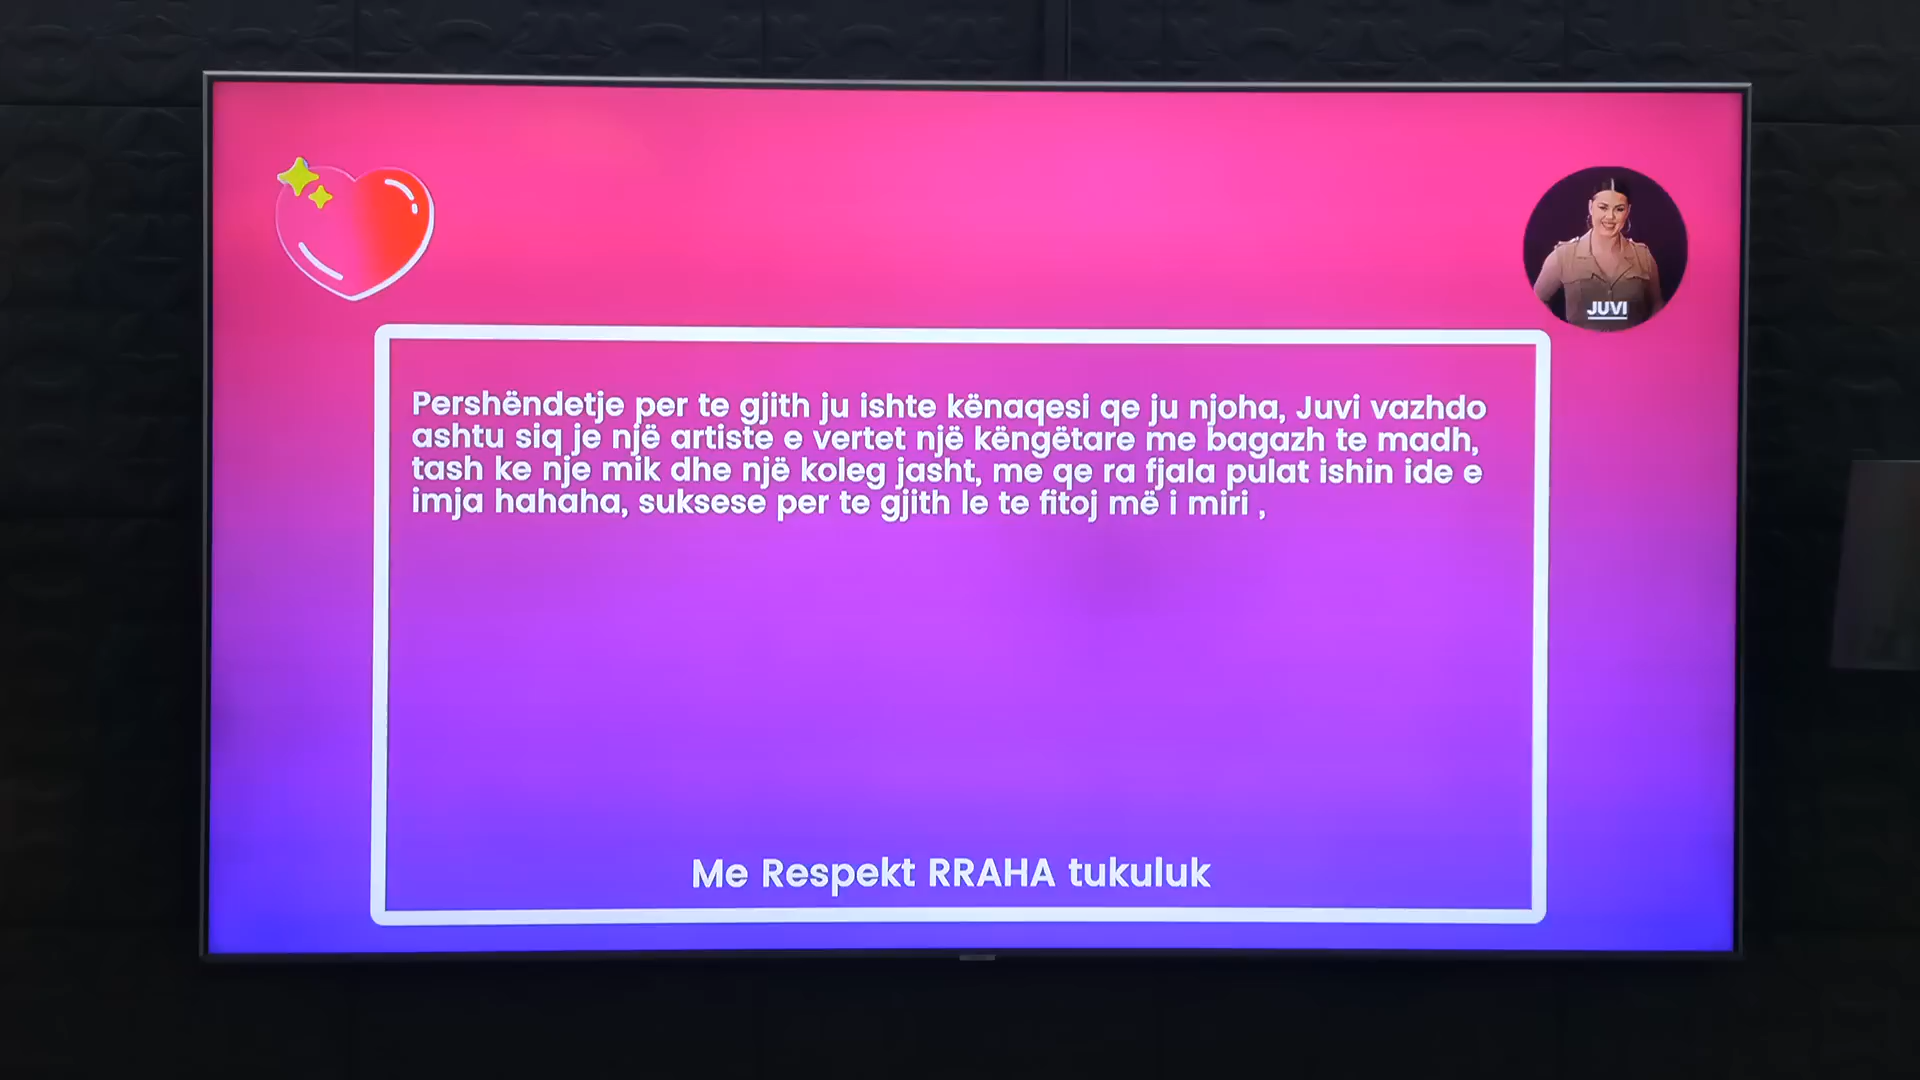 JUVI
Pershëndetje per te gjith ju ishte kënaqesi qe ju njoha, Juvi vazhdo
ashtu siq je një artiste e vertet një këngëtare me bagazh te madh,
tash ke nje mik dhe një koleg jasht, me qe ra fjala pulat ishin ide e
imja hahaha, suksese per te gjith le te fitoj më i miri ,
Me Respekt RRAHA tukuluk